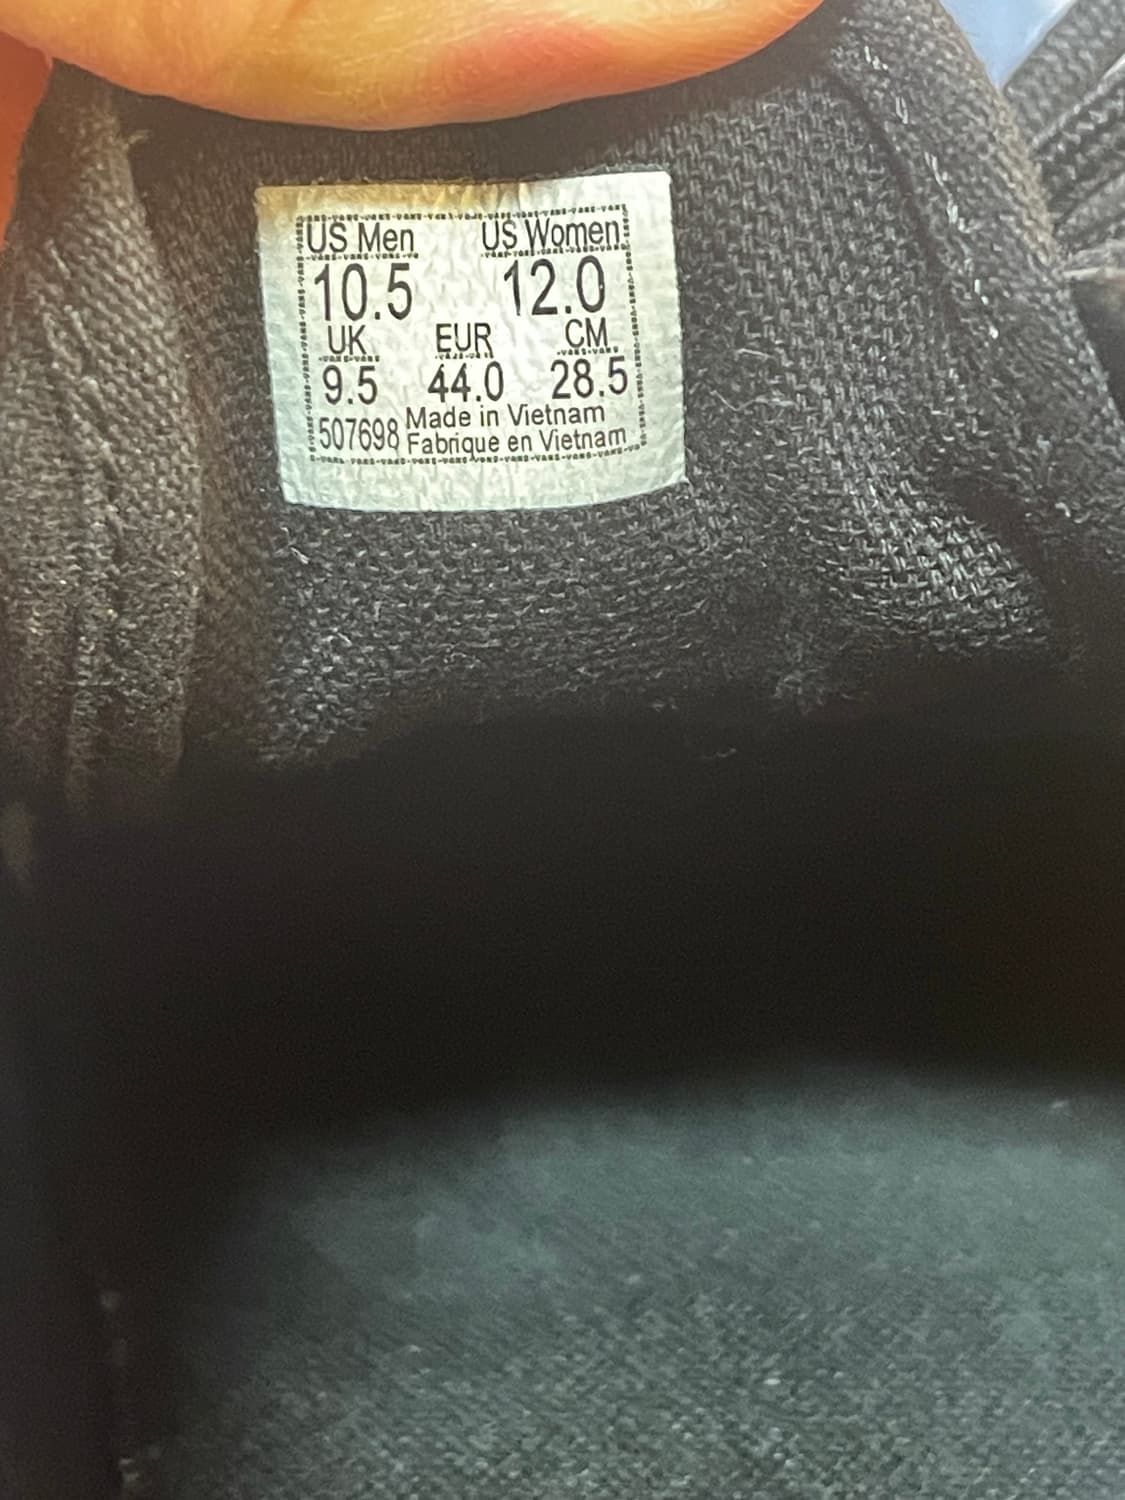 US Men US Women
10.5 12.0
UK EUR CM
9.5 44.0 28.5
507698 Made in Vietnam
Fabrique en Vietnam